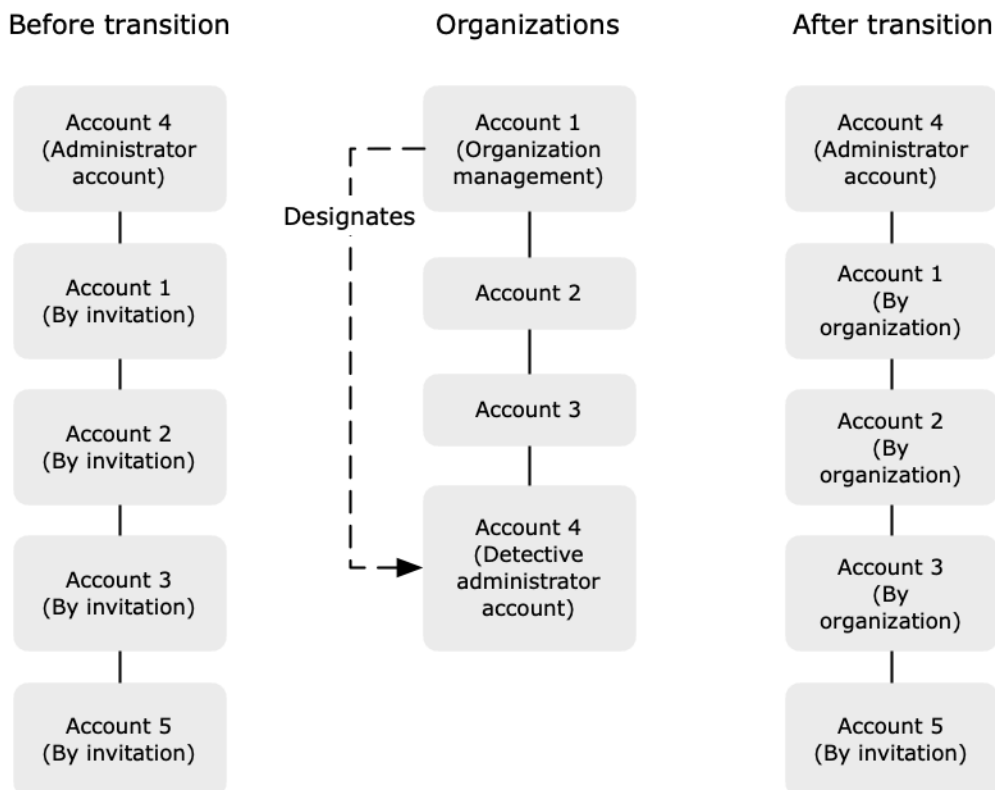 Before transition
Account 4
(Administrator
account)
Account 1
(By invitation)
Account 2
(By invitation)
Account 3
(By invitation)
Account 5
(By invitation)
Organizations
Account 1
(Organization
management)
Designates
Account 2
Account 3
Account 4
(Detective
administrator
account)
After transition
Account 4
(Administrator
account)
Account 1
(By
organization)
Account 2
(By
organization)
Account 3
(By
organization)
Account 5
(By invitation)